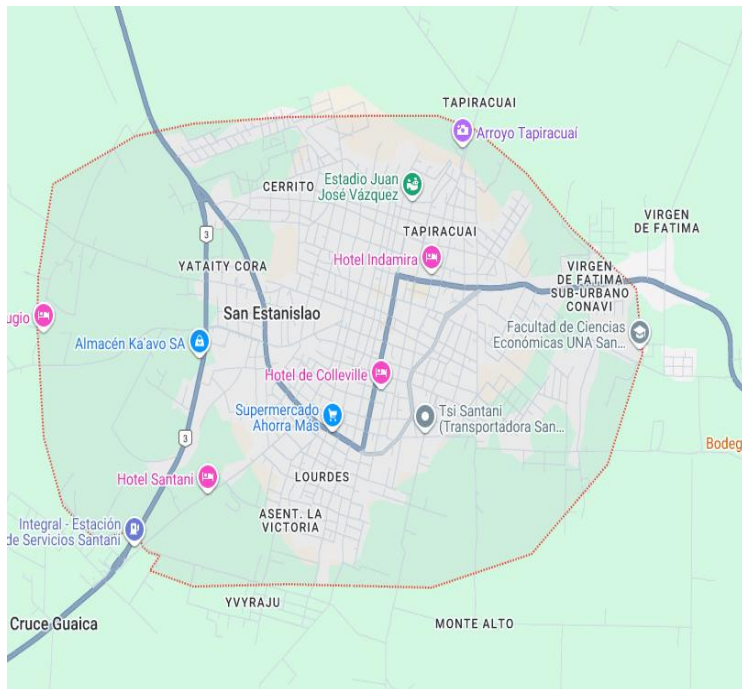 TAPIRACUAI
Arroyo Tapiracuaí
Estadio Juan
José Vázquez
CERRITO
VIRGEN
DE FATIMA
TAPIRACUAI
3
Hotel Indamira
YATAITY CORA
VIRGEN
DE FATIMA
SUB-URBANO
CONAVI
San Estanislao
ugio
Facultad de Ciencias
Económicas UNA San...
Almacén Ka'avo SA
Hotel de Colleville
Supermercado
Ahorra Más
Tsi Santani
(Transportadora San...
3
Bodeg
Hotel Santani
LOURDES
ASENT. LA
VICTORIA
Integral - Estación
de Servicios Santañi
YVYRAJU
Cruce Guaica
MONTE ALTO